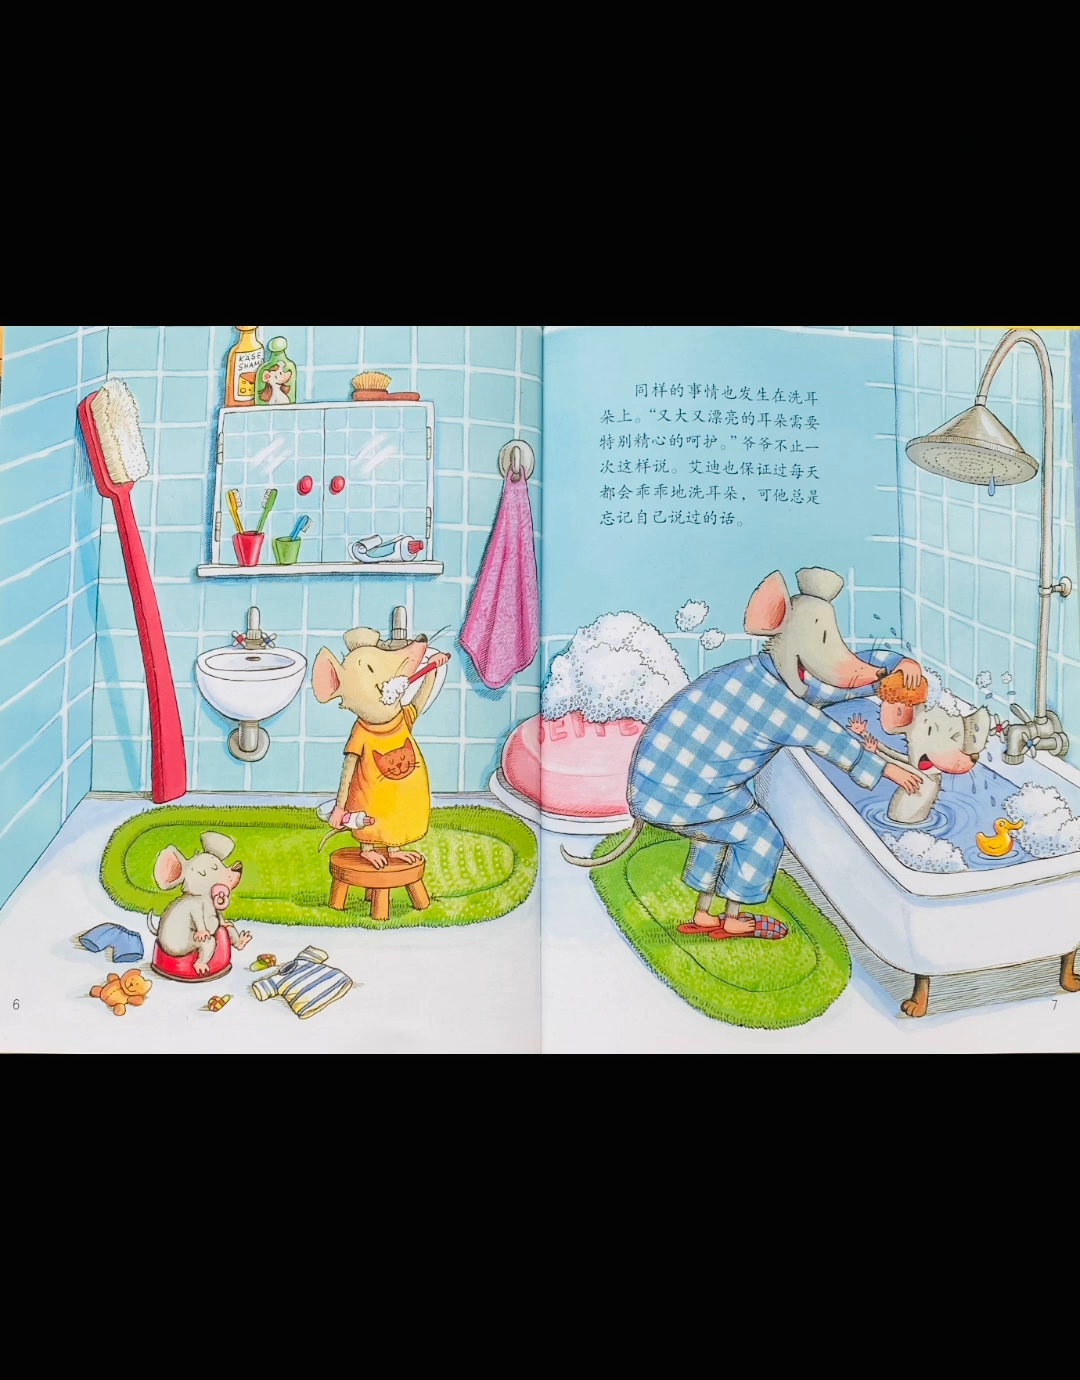 KÄSE
SHAM
同样的事情也发生在洗耳
朵上。“又大又漂亮的耳朵需要
特别精心的呵护。”爷爷不止一
次这样说。艾迪也保证过每天
都会乖乖地洗耳朵，可他总是
忘记自己说过的话。
6
7